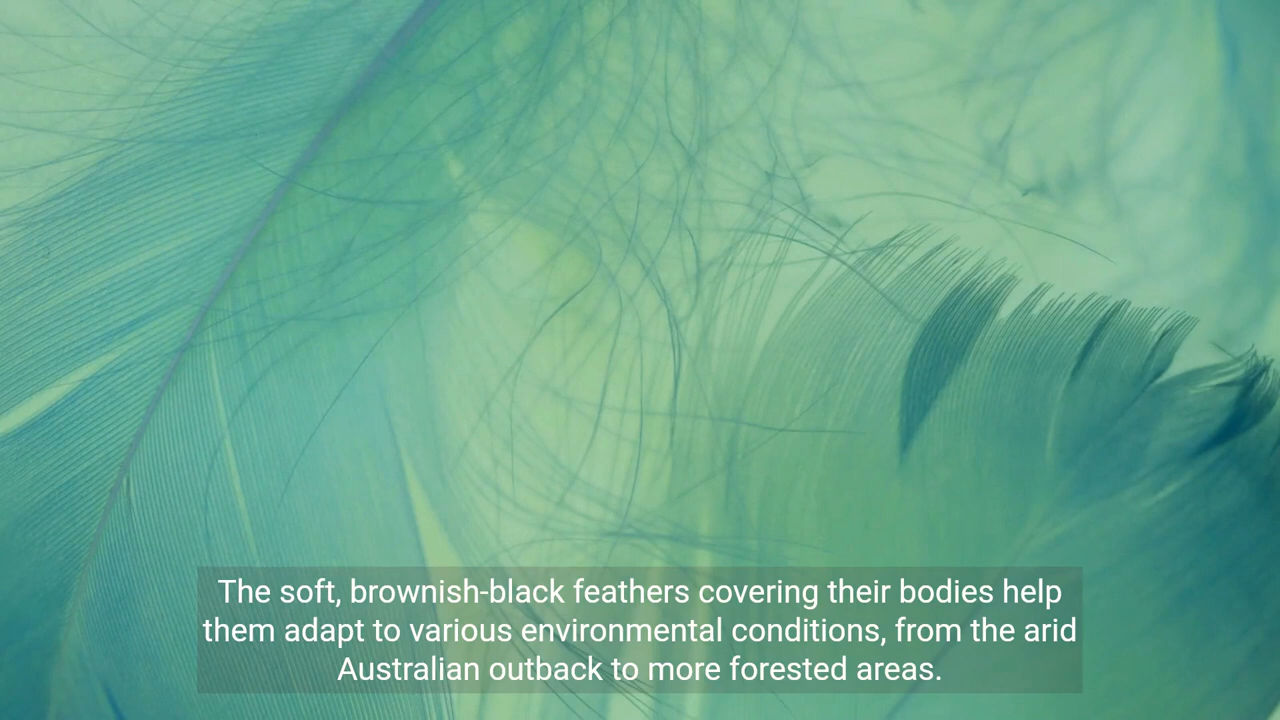 The soft, brownish-black feathers covering their bodies help
them adapt to various environmental conditions, from the arid
Australian outback to more forested areas.